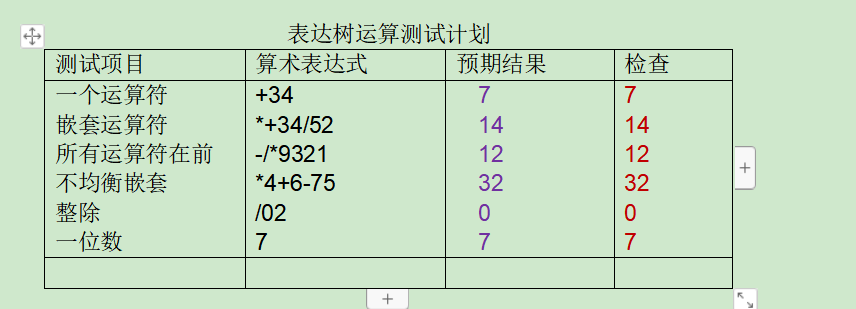 表达树运算测试计划
测试项目 算术表达式 预期结果 检查
一个运算符 +34 7 7
嵌套运算符 *+34/52 14 14
所有运算符在前 -/*9321 12 12
不均衡嵌套 *4+6-75 32 32
整除 /02 0 0
一位数 7 7 7